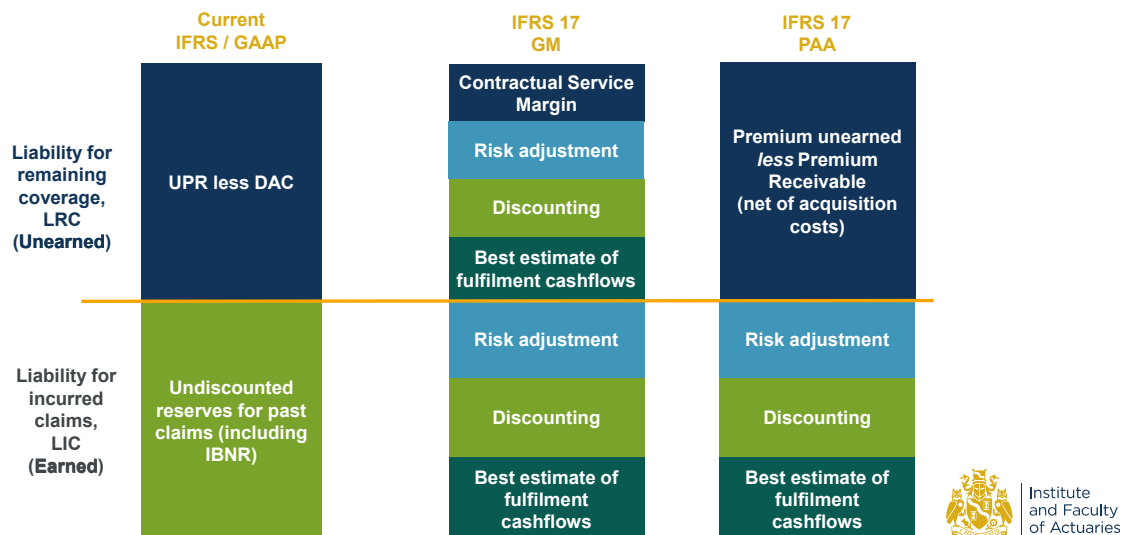 Current
IFRS / GAAP
IFRS 17
GM
IFRS 17
PAA
Liability for
remaining
coverage,
LRC
(Unearned)
UPR less DAC
Contractual Service
Margin
Risk adjustment
Discounting
Best estimate of
fulfilment cashflows
Premium unearned
less Premium
Receivable
(net of acquisition
costs)
Liability for
incurred
claims,
LIC
(Earned)
Undiscounted
reserves for past
claims (including
IBNR)
Risk adjustment
Discounting
Best estimate of
fulfilment
cashflows
Risk adjustment
Discounting
Best estimate of
fulfilment
cashflows
Institute
and Faculty
of Actuaries